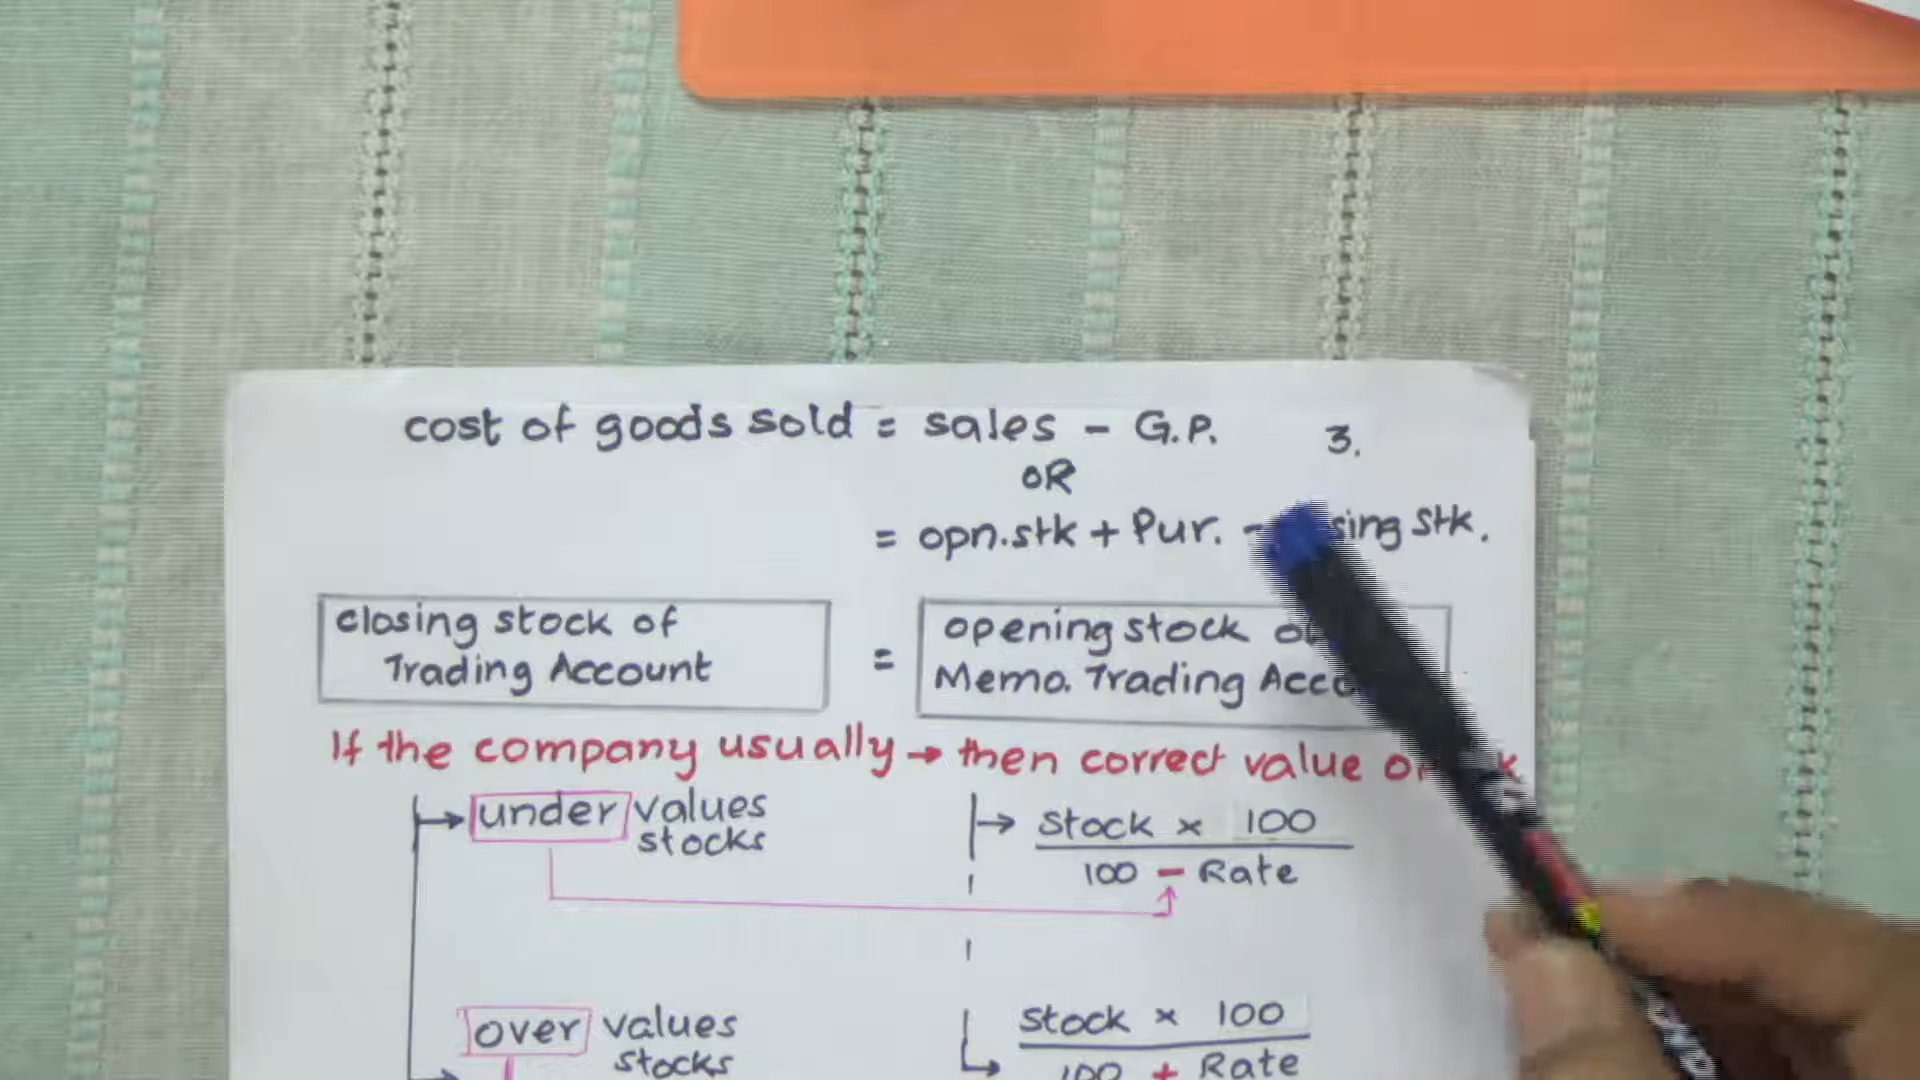 cost of goods sold = sales - G.P. 3.
OR
= opn.stk + Pur. - sing stk.
closing stock of
Trading Account
=
opening stock
Memo. Trading Acco
If the company usually → then correct value
under values
stocks
stock x 100
100 - Rate
over values
stocks
stock x 100
100 + Rate